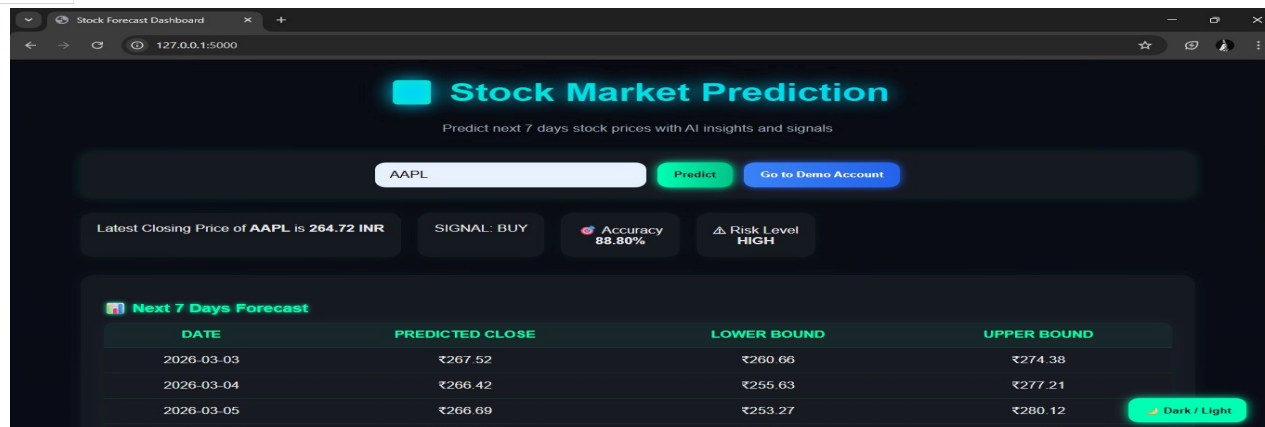 Stock Forecast Dashboard
127.0.0.1:5000
Stock Market Prediction
Predict next 7 days stock prices with AI insights and signals
AAPL Predict Go to Demo Account
Latest Closing Price of AAPL is 264.72 INR
SIGNAL: BUY
Accuracy
88.80%
Risk Level
HIGH
Next 7 Days Forecast
DATE PREDICTED CLOSE LOWER BOUND UPPER BOUND
2026-03-03 ₹267.52 ₹260.66 ₹274.38
2026-03-04 ₹266.42 ₹255.63 ₹277.21
2026-03-05 ₹266.69 ₹253.27 ₹280.12
Dark / Light